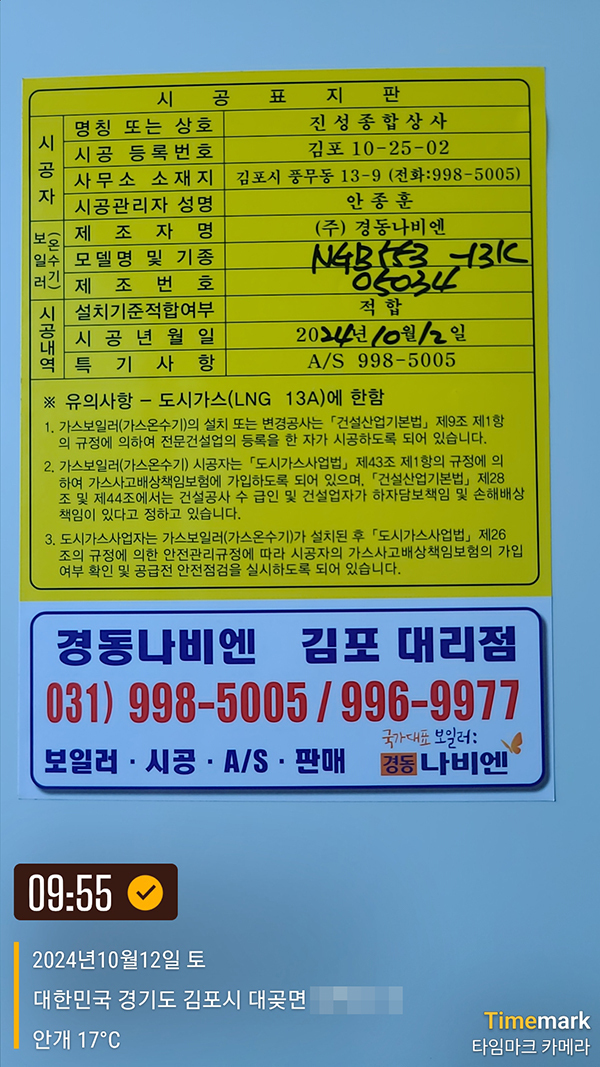 시 공 표 지 판
시공자
명칭 또는 상호 진성종합상사
시공 등록번호 김포 10-25-02
사무소 소재지 김포시 풍무동 13-9 (전화:998-5005)
시공관리자 성명 안종훈
보일러 (온수기)
제 조 자 명 (주) 경동나비엔
모델명 및 기종 NGB553 -13K
제 조 번 호 05034
시공내역
설치기준적합여부 적합
시 공 년 월 일 2024년 10월 12일
특 기 사 항 A/S 998-5005
※ 유의사항 – 도시가스(LNG 13A)에 한함
1. 가스보일러(가스온수기)의 설치 또는 변경공사는 「건설산업기본법」 제9조 제1항
의 규정에 의하여 전문건설업의 등록을 한 자가 시공하도록 되어 있습니다.
2. 가스보일러(가스온수기) 시공자는 「도시가스사업법」 제43조 제1항의 규정에 의
하여 가스사고배상책임보험에 가입하도록 되어 있으며, 「건설산업기본법」 제28
조 및 제44조에서는 건설공사 수 급인 및 건설업자가 하자담보책임 및 손해배상
책임이 있다고 정하고 있습니다.
3. 도시가스사업자는 가스보일러(가스온수기)가 설치된 후 「도시가스사업법」 제26
조의 규정에 의한 안전관리규정에 따라 시공자의 가스사고배상책임보험의 가입
여부 확인 및 공급전 안전점검을 실시하도록 되어 있습니다.
경동나비엔 김포 대리점
031) 998-5005 / 996-9977
국가대표 보일러:
보일러 · 시공 · A/S · 판매 경동 나비엔
09:55
2024년10월12일 토
대한민국 경기도 김포시 대곶면
안개 17°C
Timemark
타임마크 카메라